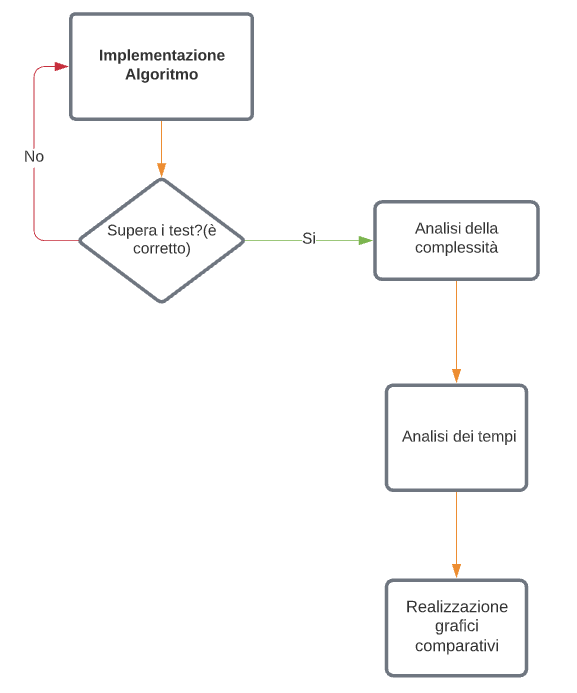 Implementazione
Algoritmo
No
Supera i test?(è
corretto)
Si
Analisi della
complessità
Analisi dei tempi
Realizzazione
grafici
comparativi